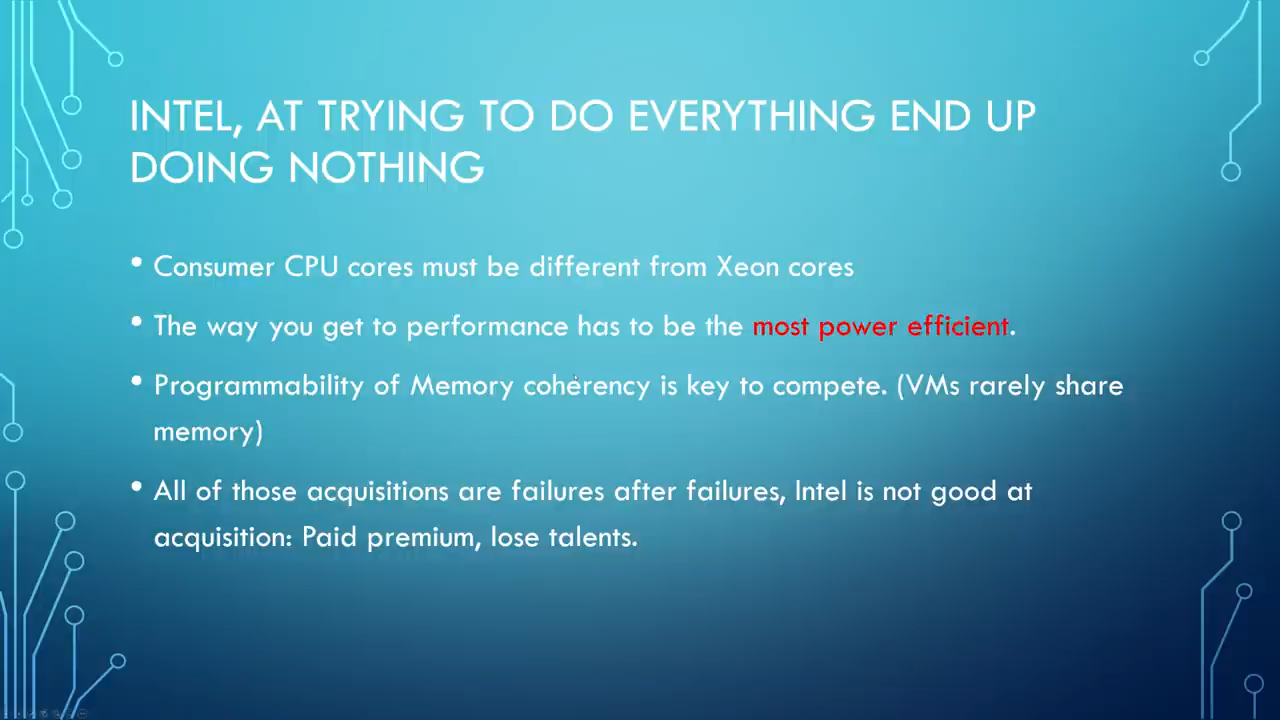 INTEL, AT TRYING TO DO EVERYTHING END UP
DOING NOTHING
• Consumer CPU cores must be different from Xeon cores
• The way you get to performance has to be the most power efficient.
• Programmability of Memory coherency is key to compete. (VMs rarely share
memory)
• All of those acquisitions are failures after failures, Intel is not good at
acquisition: Paid premium, lose talents.